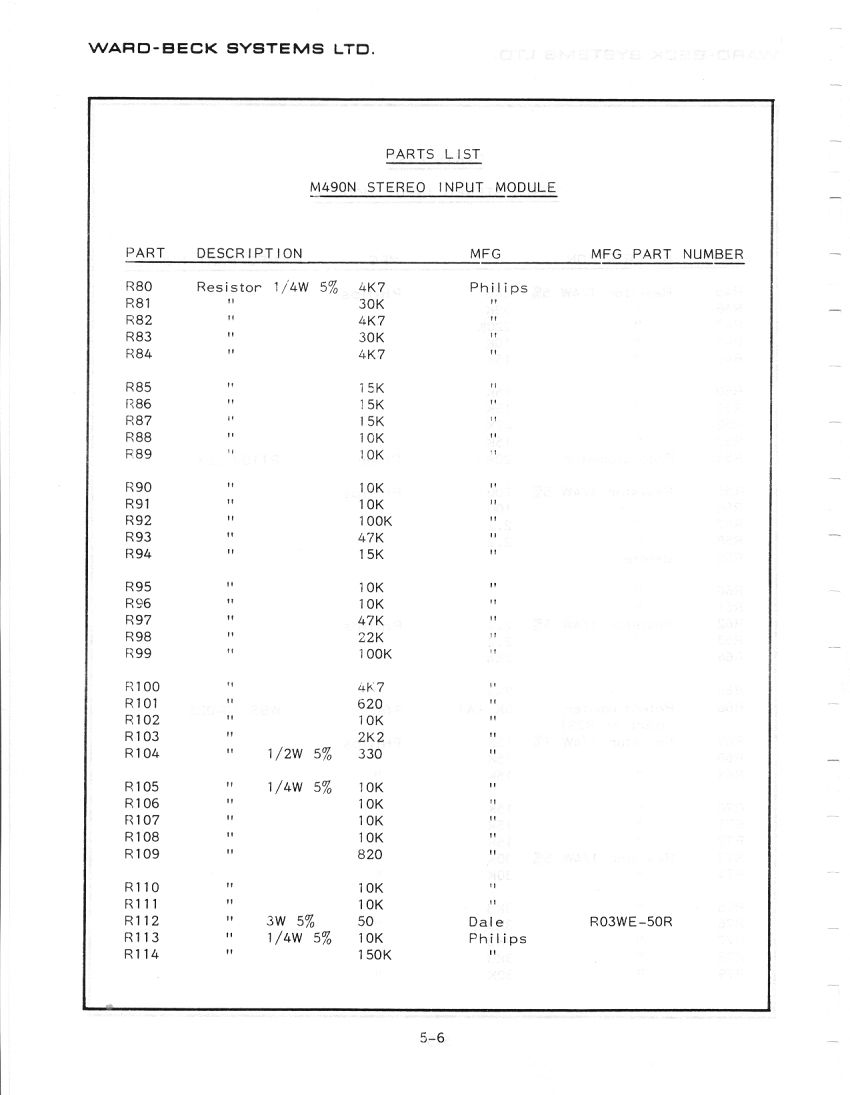 WARD-BECK SYSTEMS LTD.
PARTS LIST
M490N STEREO INPUT MODULE
PART DESCRIPTION MFG MFG PART NUMBER
R80 Resistor 1/4W 5% 4K7 Philips
R81 " 30K "
R82 " 4K7 "
R83 " 30K "
R84 " 4K7 "
R85 " 15K "
R86 " 15K "
R87 " 15K "
R88 " 10K "
R89 " 10K "
R90 " 10K "
R91 " 10K "
R92 " 100K "
R93 " 47K "
R94 " 15K "
R95 " 10K "
R96 " 10K "
R97 " 47K "
R98 " 22K "
R99 " 100K "
R100 " 4K7 "
R101 " 620 "
R102 " 10K "
R103 " 2K2 "
R104 " 1/2W 5% 330 "
R105 " 1/4W 5% 10K "
R106 " 10K "
R107 " 10K "
R108 " 10K "
R109 " 820 "
R110 " 10K "
R111 " 10K "
R112 " 3W 5% 50 Dale R03WE-50R
R113 " 1/4W 5% 10K Philips
R114 " 150K "
5-6